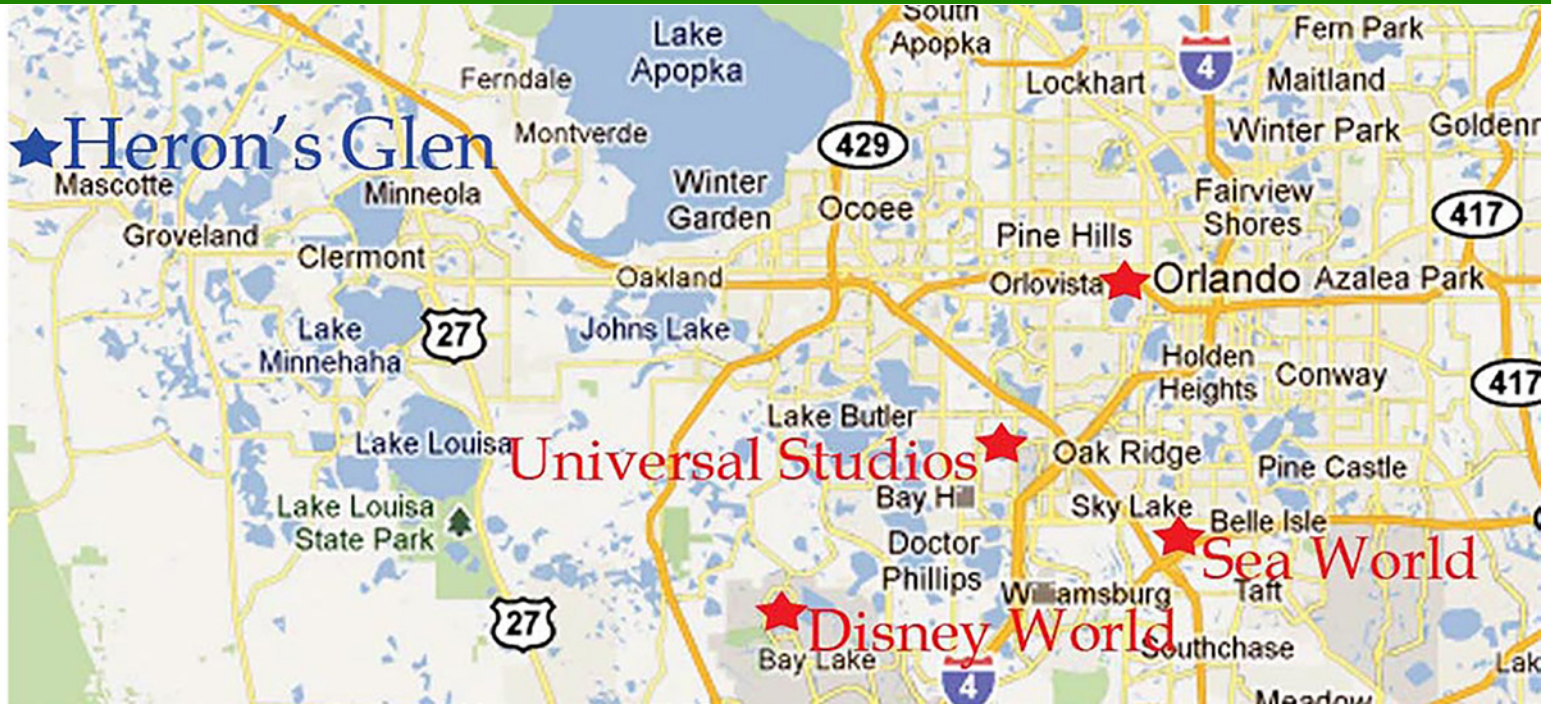 South
Apopka
Fern Park
Lake
Apopka
4
Ferndale
Lockhart
Maitland
Heron's Glen
Montverde
429
Winter Park
Mascotte
Minneola
Winter
Garden
Ocoee
Fairview
Shores
417
Groveland
Clermont
Pine Hills
Oakland
Orlovista
Orlando
Azalea Park
Lake
Minnehaha
27
Johns Lake
Holden
Heights
Conway
417
Lake Butler
Lake Louisa
Universal Studios
Oak Ridge
Pine Castle
Bay Hill
Lake Louisa
State Park
Sky Lake
Belle Isle
Doctor
Phillips
Sea World
Williamsburg
Taft
27
Disney World
Southchase
Bay Lake
4
Lak
Meadow